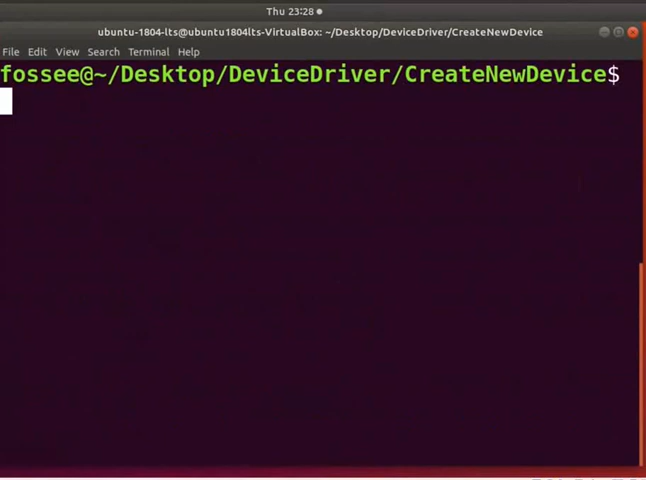 Thu 23:28
ubuntu-1804-lts@ubuntu1804lts-VirtualBox: ~/Desktop/DeviceDriver/CreateNewDevice
File Edit View Search Terminal Help
fossee@~/Desktop/DeviceDriver/CreateNewDevice$